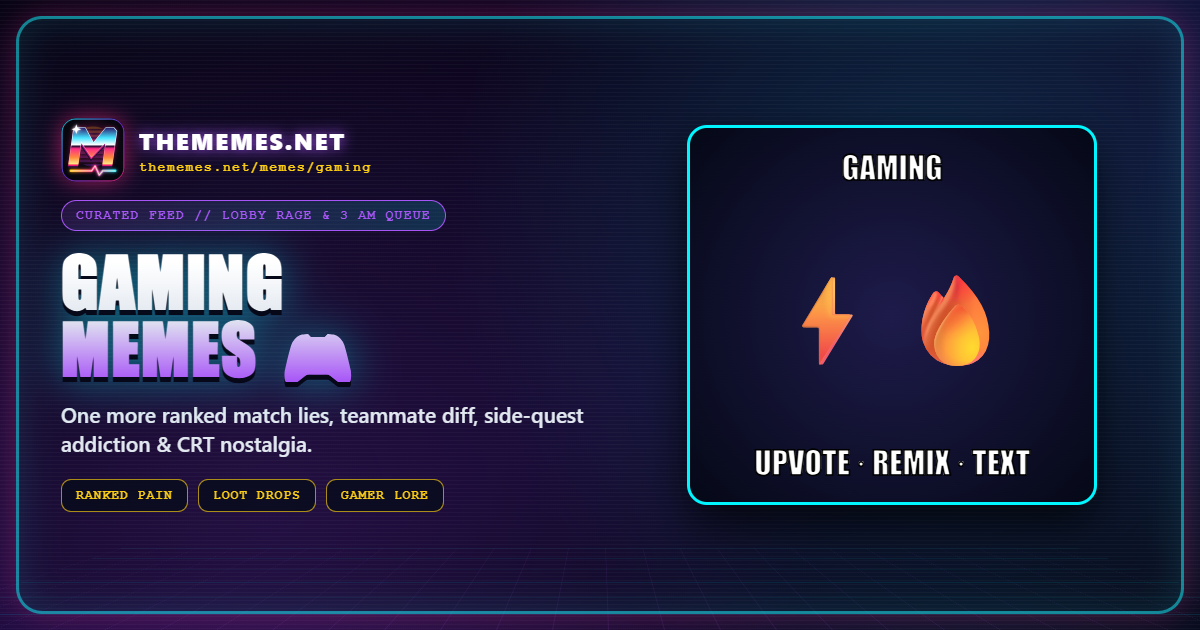 THEMEMES.NET
thememes.net/memes/gaming
CURATED FEED // LOBBY RAGE & 3 AM QUEUE
GAMING
MEMES
One more ranked match lies, teammate diff, side-quest
addiction & CRT nostalgia.
RANKED PAIN
LOOT DROPS
GAMER LORE
GAMING
UPVOTE · REMIX · TEXT